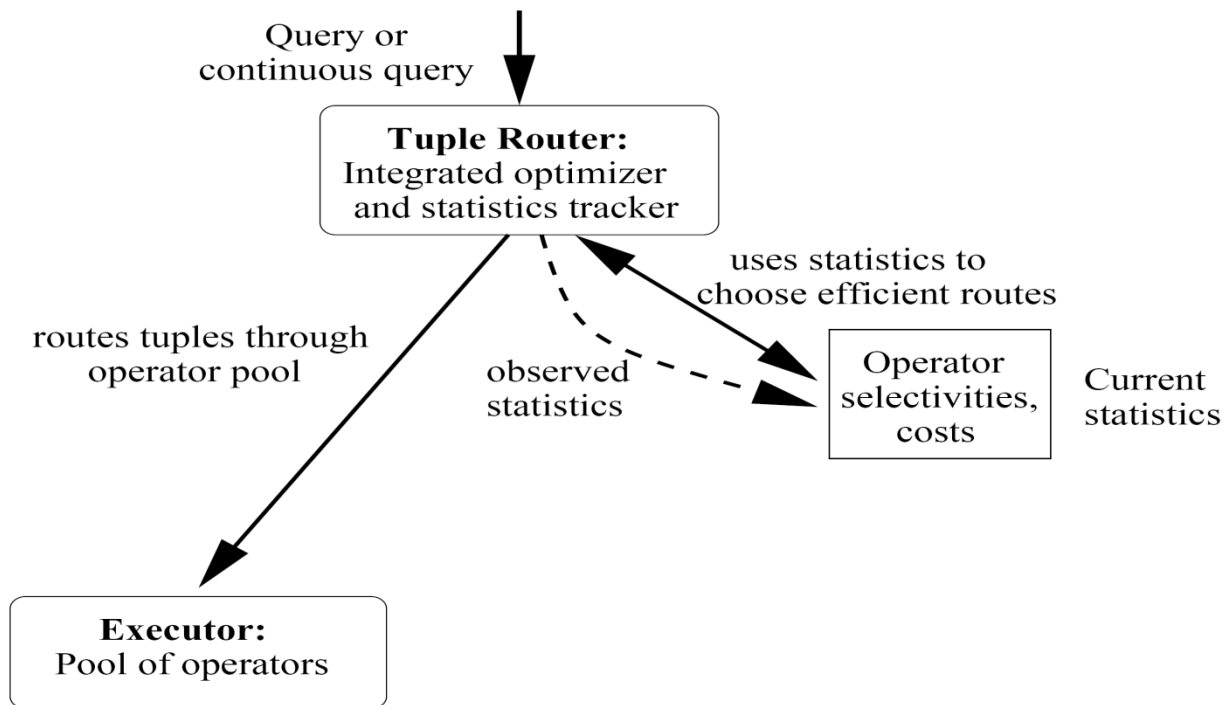 Query or
continuous query
Tuple Router:
Integrated optimizer
and statistics tracker
uses statistics to
choose efficient routes
routes tuples through
operator pool
observed
statistics
Operator
selectivities,
costs
Current
statistics
Executor:
Pool of operators